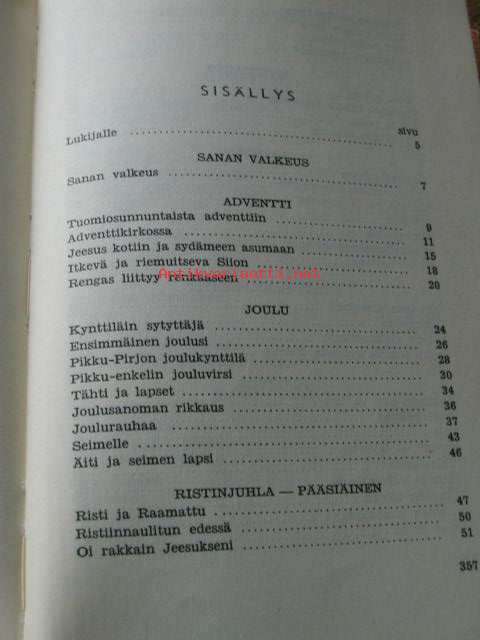 SISÄLLYS
sivu
Lukijalle 5
SANAN VALKEUS
Sanan valkeus 7
ADVENTTI
Tuomiosunnuntaista adventtiin 9
Adventtikirkossa 11
Jeesus kotiin ja sydämeen asumaan 15
Itkevä ja riemuitseva Siion 18
Antikvariaatti.net
Rengas liittyy renkaaseen 20
JOULU
Kynttiläin sytyttäjä 24
Ensimmäinen joulusi 26
Pikku-Pirjon joulukynttilä 28
Pikku-enkelin jouluvirsi 30
Tähti ja lapset 34
Joulusanoman rikkaus 36
Joulurauhaa 37
Seimelle 43
Äiti ja seimen lapsi 46
RISTINJUHLA — PÄÄSIÄINEN
Risti ja Raamattu 47
Ristiinnaulitun edessä 50
Oi rakkain Jeesukseni 51
357